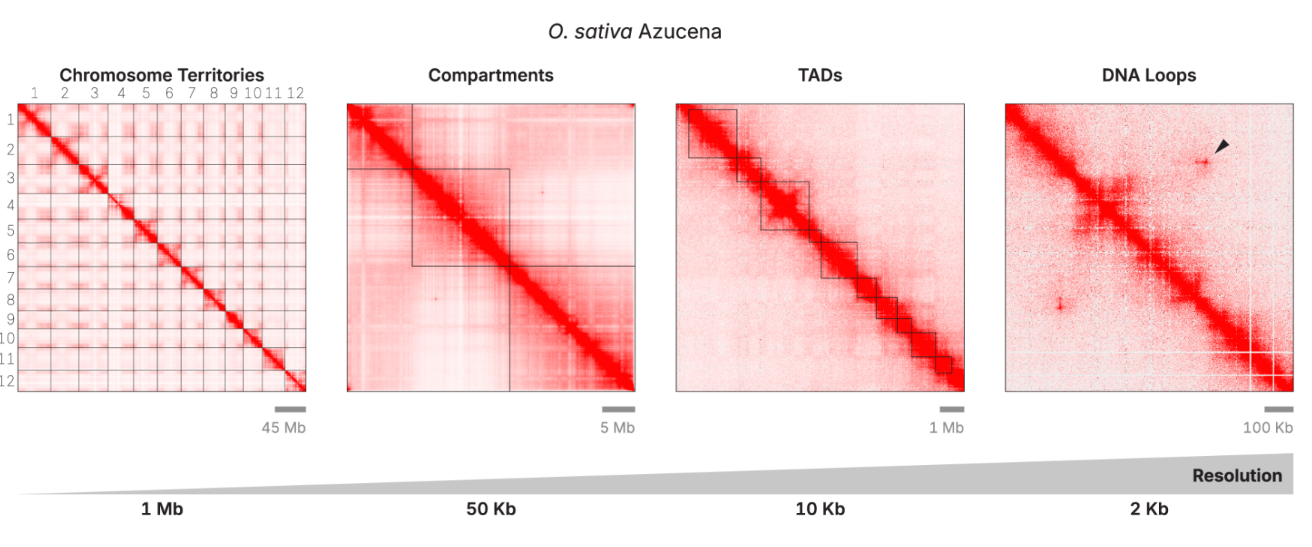 O. sativa Azucena
Chromosome Territories Compartments TADs DNA Loops
1 2 3 4 5 6 7 8 9 10 11 12
1
2
3
4
5
6
7
8
9
10
11
12
45 Mb 5 Mb 1 Mb 100 Kb
Resolution
1 Mb 50 Kb 10 Kb 2 Kb